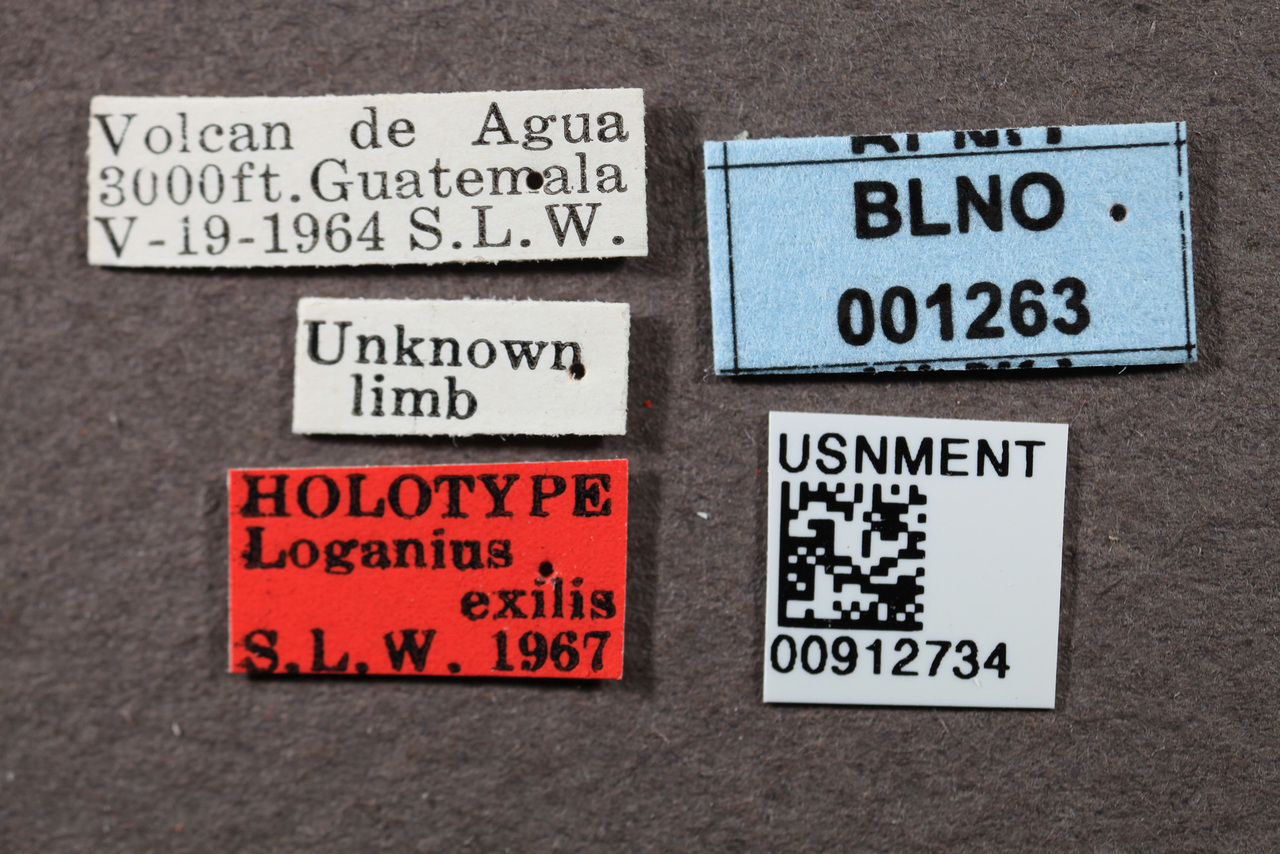 Volcan de Agua
3000ft. Guatemala
V-19-1964 S.L.W.
Unknown
limb
HOLOTYPE
Loganius
exilis
S.L.W. 1967
BLNO
001263
USNMENT
00912734